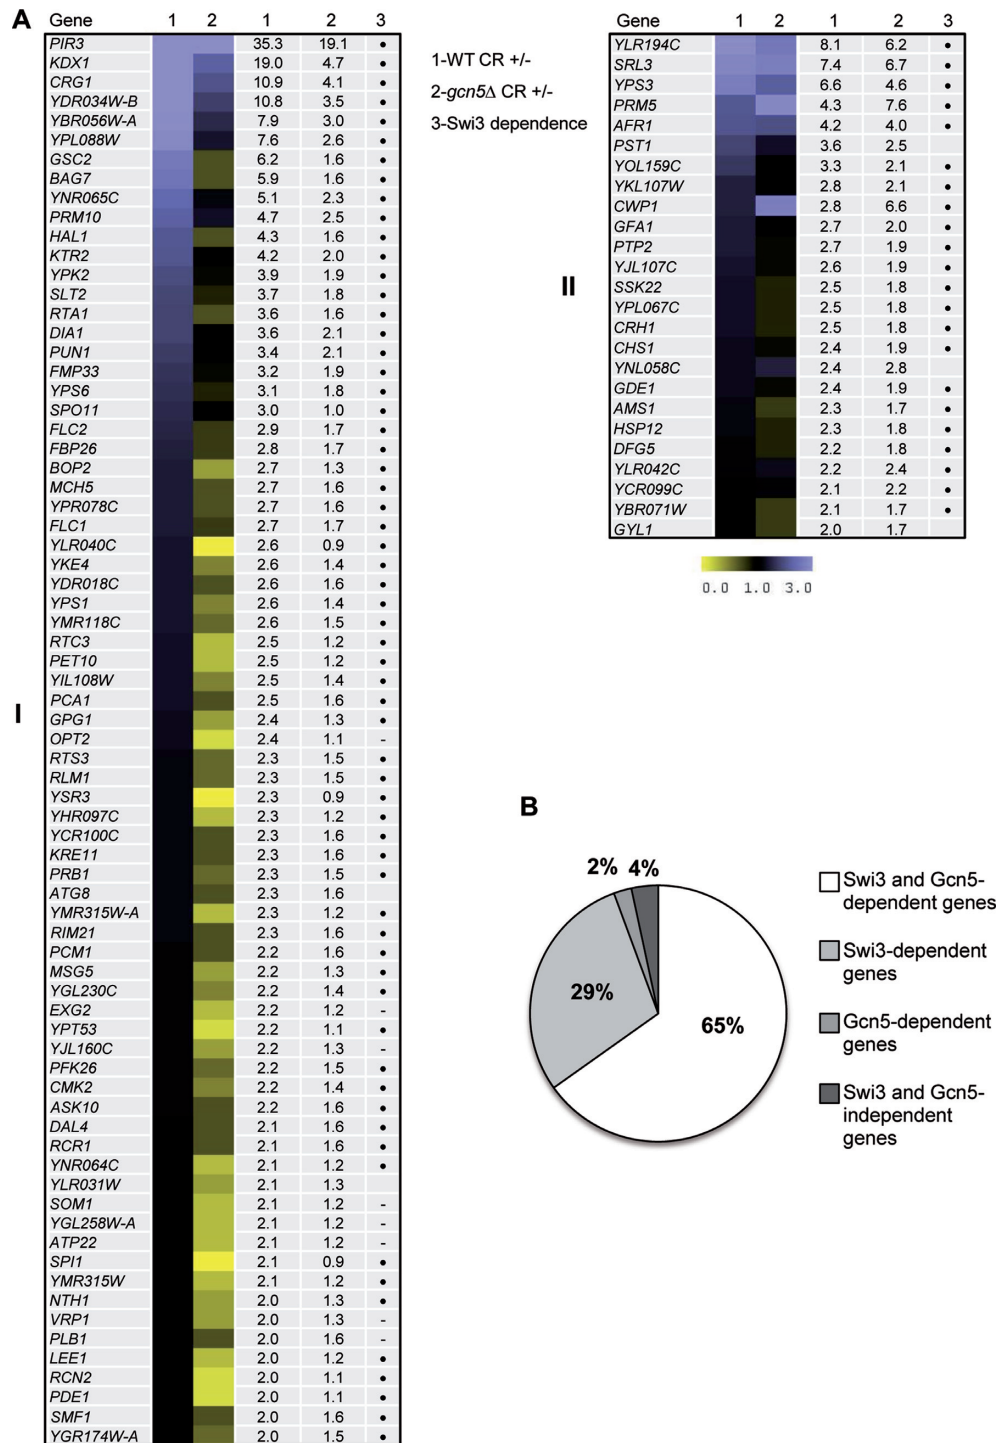 A
Gene 1 2 1 2 3
PIR3 35.3 19.1 •
KDX1 19.0 4.7 •
CRG1 10.9 4.1 •
YDR034W-B 10.8 3.5 •
YBR056W-A 7.9 3.0 •
YPL088W 7.6 2.6 •
GSC2 6.2 1.6 •
BAG7 5.9 1.6 •
YNR065C 5.1 2.3 •
PRM10 4.7 2.5 •
HAL1 4.3 1.6 •
KTR2 4.2 2.0 •
YPK2 3.9 1.9 •
SLT2 3.7 1.8 •
RTA1 3.6 1.6 •
DIA1 3.6 2.1 •
PUN1 3.4 2.1 •
FMP33 3.2 1.9 •
YPS6 3.1 1.8 •
SPO11 3.0 1.0 •
FLC2 2.9 1.7 •
FBP26 2.8 1.7 •
BOP2 2.7 1.3 •
MCH5 2.7 1.6 •
YPR078C 2.7 1.6 •
FLC1 2.7 1.7 •
YLR040C 2.6 0.9 •
YKE4 2.6 1.4 •
YDR018C 2.6 1.6 •
YPS1 2.6 1.4 •
YMR118C 2.6 1.5 •
RTC3 2.5 1.2 •
PET10 2.5 1.2 •
YIL108W 2.5 1.4 •
PCA1 2.5 1.6 •
GPG1 2.4 1.3 •
OPT2 2.4 1.1 -
RTS3 2.3 1.5 •
RLM1 2.3 1.5 •
YSR3 2.3 0.9 •
YHR097C 2.3 1.2 •
YCR100C 2.3 1.6 •
KRE11 2.3 1.6 •
PRB1 2.3 1.5 •
ATG8 2.3 1.6
YMR315W-A 2.3 1.2 •
RIM21 2.3 1.6 •
PCM1 2.2 1.6 •
MSG5 2.2 1.3 •
YGL230C 2.2 1.4 •
EXG2 2.2 1.2 -
YPT53 2.2 1.1 •
YJL160C 2.2 1.3 -
PFK26 2.2 1.5 •
CMK2 2.2 1.4 •
ASK10 2.2 1.6 •
DAL4 2.1 1.6 •
RCR1 2.1 1.6 •
YNR064C 2.1 1.2 •
YLR031W 2.1 1.3
SOM1 2.1 1.2 -
YGL258W-A 2.1 1.2 -
ATP22 2.1 1.2 -
SPI1 2.1 0.9 •
YMR315W 2.1 1.2 •
NTH1 2.0 1.3 •
VRP1 2.0 1.3 -
PLB1 2.0 1.6 -
LEE1 2.0 1.2 •
RCN2 2.0 1.1 •
PDE1 2.0 1.1 •
SMF1 2.0 1.6 •
YGR174W-A 2.0 1.5 •
I
1-WT CR +/-
2-gcn5Δ CR +/-
3-Swi3 dependence
Gene 1 2 1 2 3
YLR194C 8.1 6.2 •
SRL3 7.4 6.7 •
YPS3 6.6 4.6 •
PRM5 4.3 7.6 •
AFR1 4.2 4.0 •
PST1 3.6 2.5
YOL159C 3.3 2.1 •
YKL107W 2.8 2.1 •
CWP1 2.8 6.6 •
GFA1 2.7 2.0 •
PTP2 2.7 1.9 •
YJL107C 2.6 1.9 •
SSK22 2.5 1.8 •
YPL067C 2.5 1.8 •
CRH1 2.5 1.8 •
CHS1 2.4 1.9 •
YNL058C 2.4 2.8
GDE1 2.4 1.9 •
AMS1 2.3 1.7 •
HSP12 2.3 1.8 •
DFG5 2.2 1.8 •
YLR042C 2.2 2.4 •
YCR099C 2.1 2.2 •
YBR071W 2.1 1.7 •
GYL1 2.0 1.7
II
0.0 1.0 3.0
B
2% 4%
29%
65%
Swi3 and Gcn5-
dependent genes
Swi3-dependent
genes
Gcn5-dependent
genes
Swi3 and Gcn5-
independent
genes